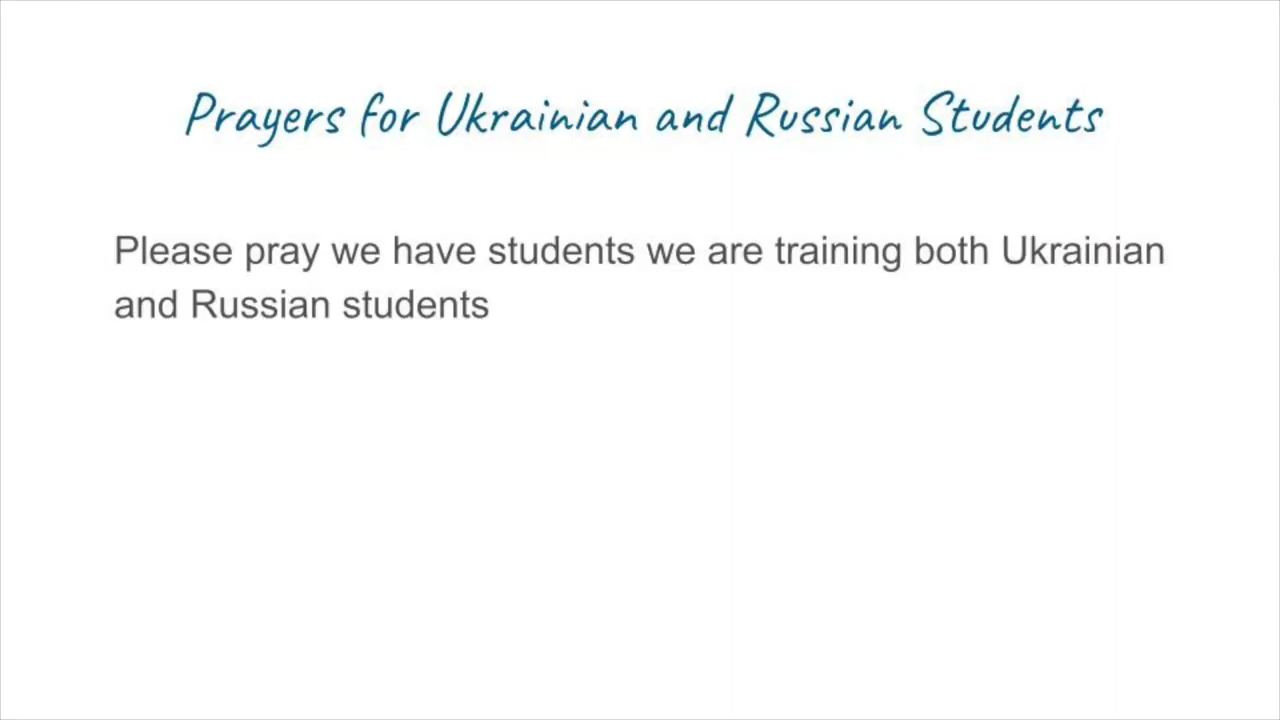 Prayers for Ukrainian and Russian Students
Please pray we have students we are training both Ukrainian
and Russian students